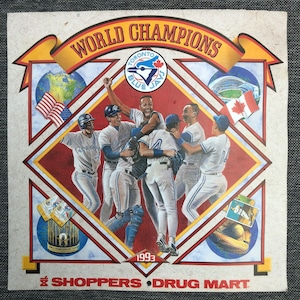 WORLD CHAMPIONS
TORONTO
BLUE JAYS
1993
SHOPPERS • DRUG MART